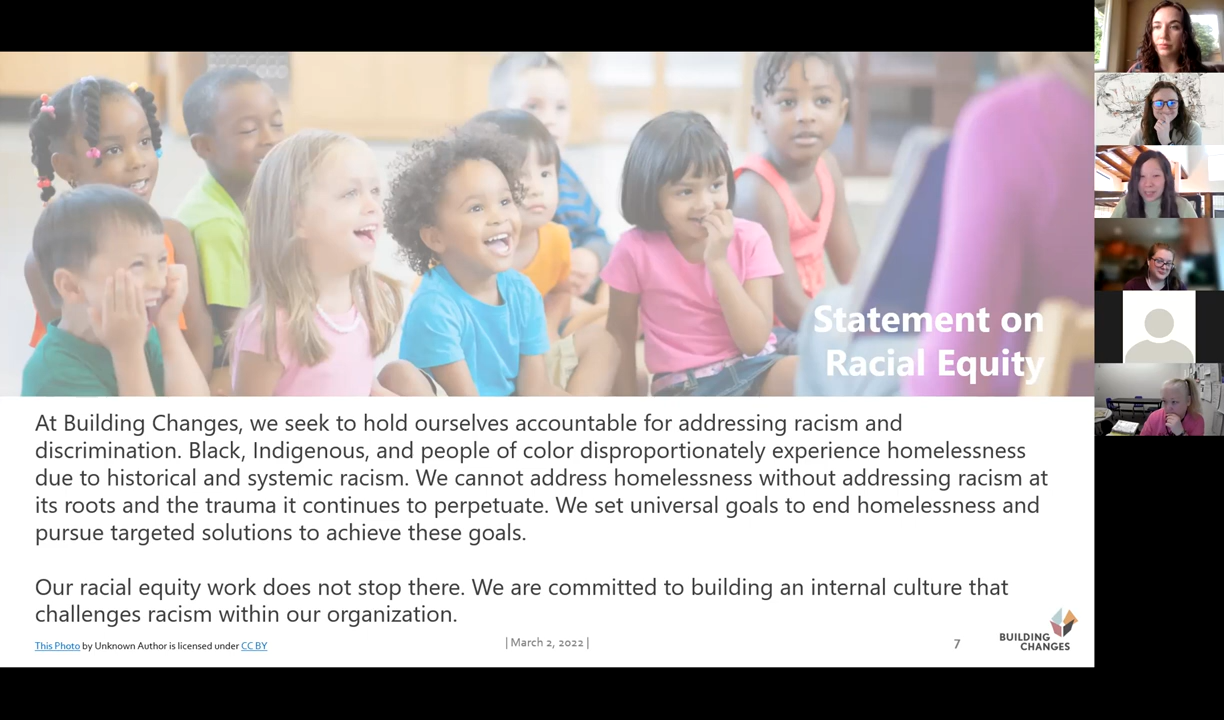 Statement on
Racial Equity
At Building Changes, we seek to hold ourselves accountable for addressing racism and
discrimination. Black, Indigenous, and people of color disproportionately experience homelessness
due to historical and systemic racism. We cannot address homelessness without addressing racism at
its roots and the trauma it continues to perpetuate. We set universal goals to end homelessness and
pursue targeted solutions to achieve these goals.
Our racial equity work does not stop there. We are committed to building an internal culture that
challenges racism within our organization.
This Photo by Unknown Author is licensed under CC BY
| March 2, 2022 |
7
BUILDING
CHANGES